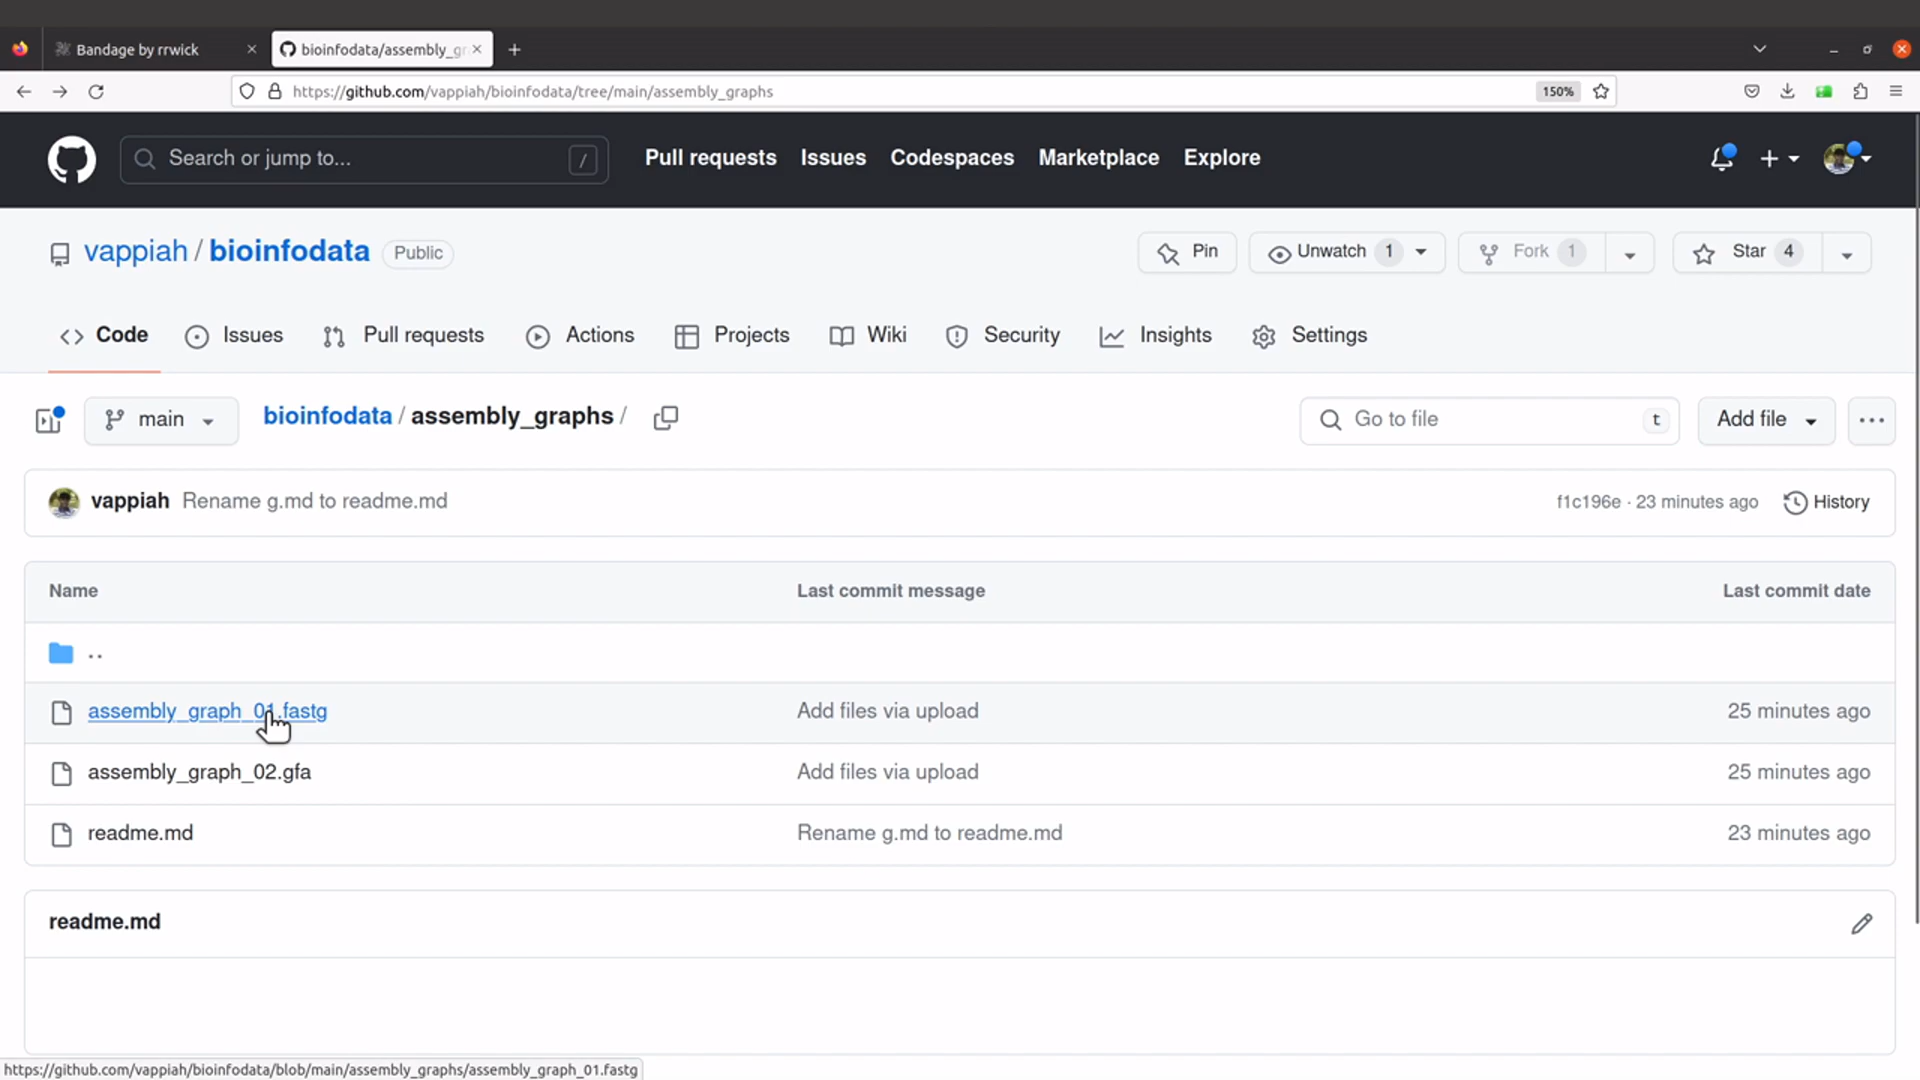 Bandage by rrwick
bioinfodata/assembly_gr
https://github.com/vappiah/bioinfodata/tree/main/assembly_graphs
150%
Search or jump to... /
Pull requests Issues Codespaces Marketplace Explore
vappiah / bioinfodata Public
Pin Unwatch 1 Fork 1 Star 4
Code Issues Pull requests Actions Projects Wiki Security Insights Settings
main bioinfodata / assembly_graphs / Go to file t Add file
vappiah Rename g.md to readme.md f1c196e · 23 minutes ago History
Name Last commit message Last commit date
..
assembly_graph_01.fastg Add files via upload 25 minutes ago
assembly_graph_02.gfa Add files via upload 25 minutes ago
readme.md Rename g.md to readme.md 23 minutes ago
readme.md
https://github.com/vappiah/bioinfodata/blob/main/assembly_graphs/assembly_graph_01.fastg